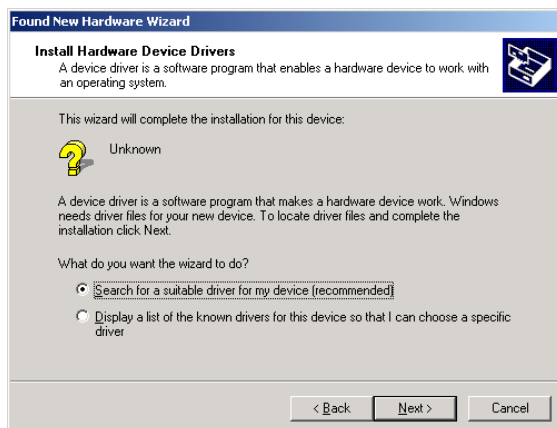 Found New Hardware Wizard
Install Hardware Device Drivers
A device driver is a software program that enables a hardware device to work with
an operating system.
This wizard will complete the installation for this device:
Unknown
A device driver is a software program that makes a hardware device work. Windows
needs driver files for your new device. To locate driver files and complete the
installation click Next.
What do you want the wizard to do?
Search for a suitable driver for my device (recommended)
Display a list of the known drivers for this device so that I can choose a specific
driver
< Back Next > Cancel